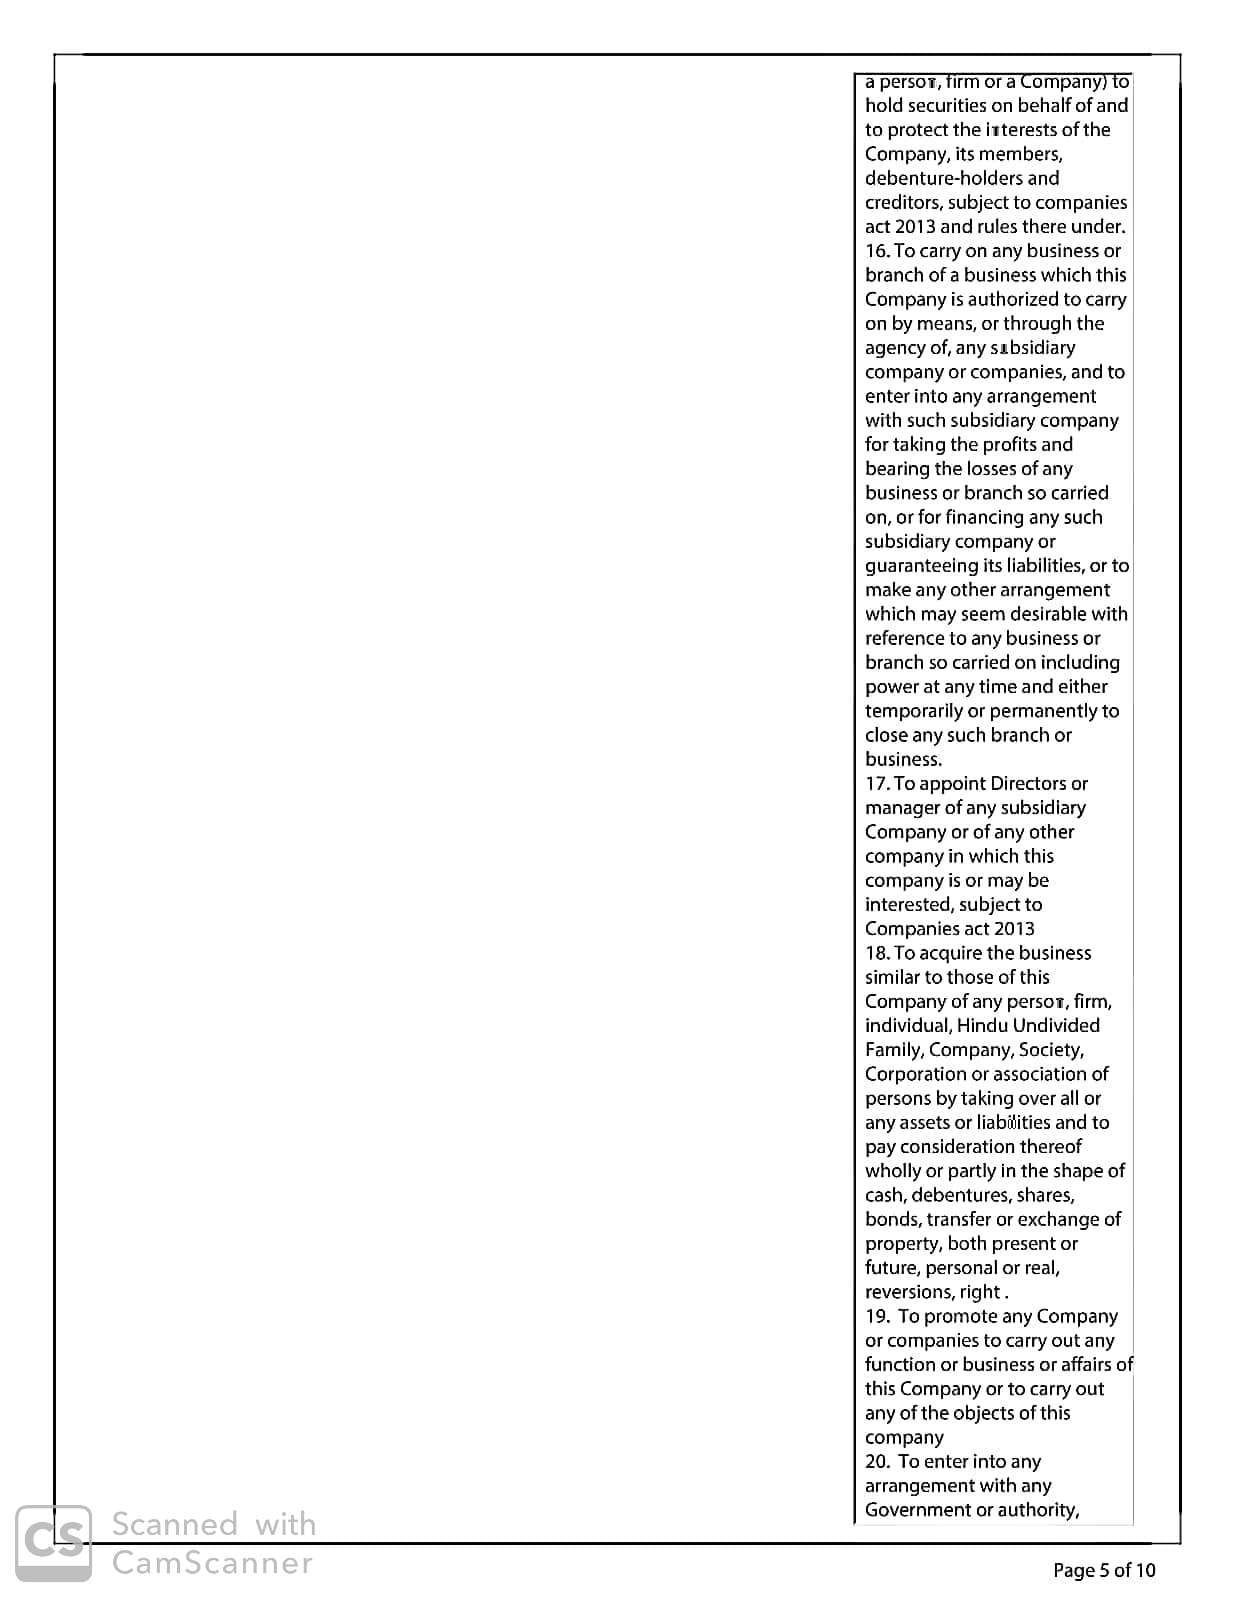 a person, firm or a Company) to
hold securities on behalf of and
to protect the interests of the
Company, its members,
debenture-holders and
creditors, subject to companies
act 2013 and rules there under.
16. To carry on any business or
branch of a business which this
Company is authorized to carry
on by means, or through the
agency of, any subsidiary
company or companies, and to
enter into any arrangement
with such subsidiary company
for taking the profits and
bearing the losses of any
business or branch so carried
on, or for financing any such
subsidiary company or
guaranteeing its liabilities, or to
make any other arrangement
which may seem desirable with
reference to any business or
branch so carried on including
power at any time and either
temporarily or permanently to
close any such branch or
business.
17. To appoint Directors or
manager of any subsidiary
Company or of any other
company in which this
company is or may be
interested, subject to
Companies act 2013
18. To acquire the business
similar to those of this
Company of any person, firm,
individual, Hindu Undivided
Family, Company, Society,
Corporation or association of
persons by taking over all or
any assets or liabilities and to
pay consideration thereof
wholly or partly in the shape of
cash, debentures, shares,
bonds, transfer or exchange of
property, both present or
future, personal or real,
reversions, right .
19. To promote any Company
or companies to carry out any
function or business or affairs of
this Company or to carry out
any of the objects of this
company
20. To enter into any
arrangement with any
Government or authority,
CS Scanned with
CamScanner
Page 5 of 10